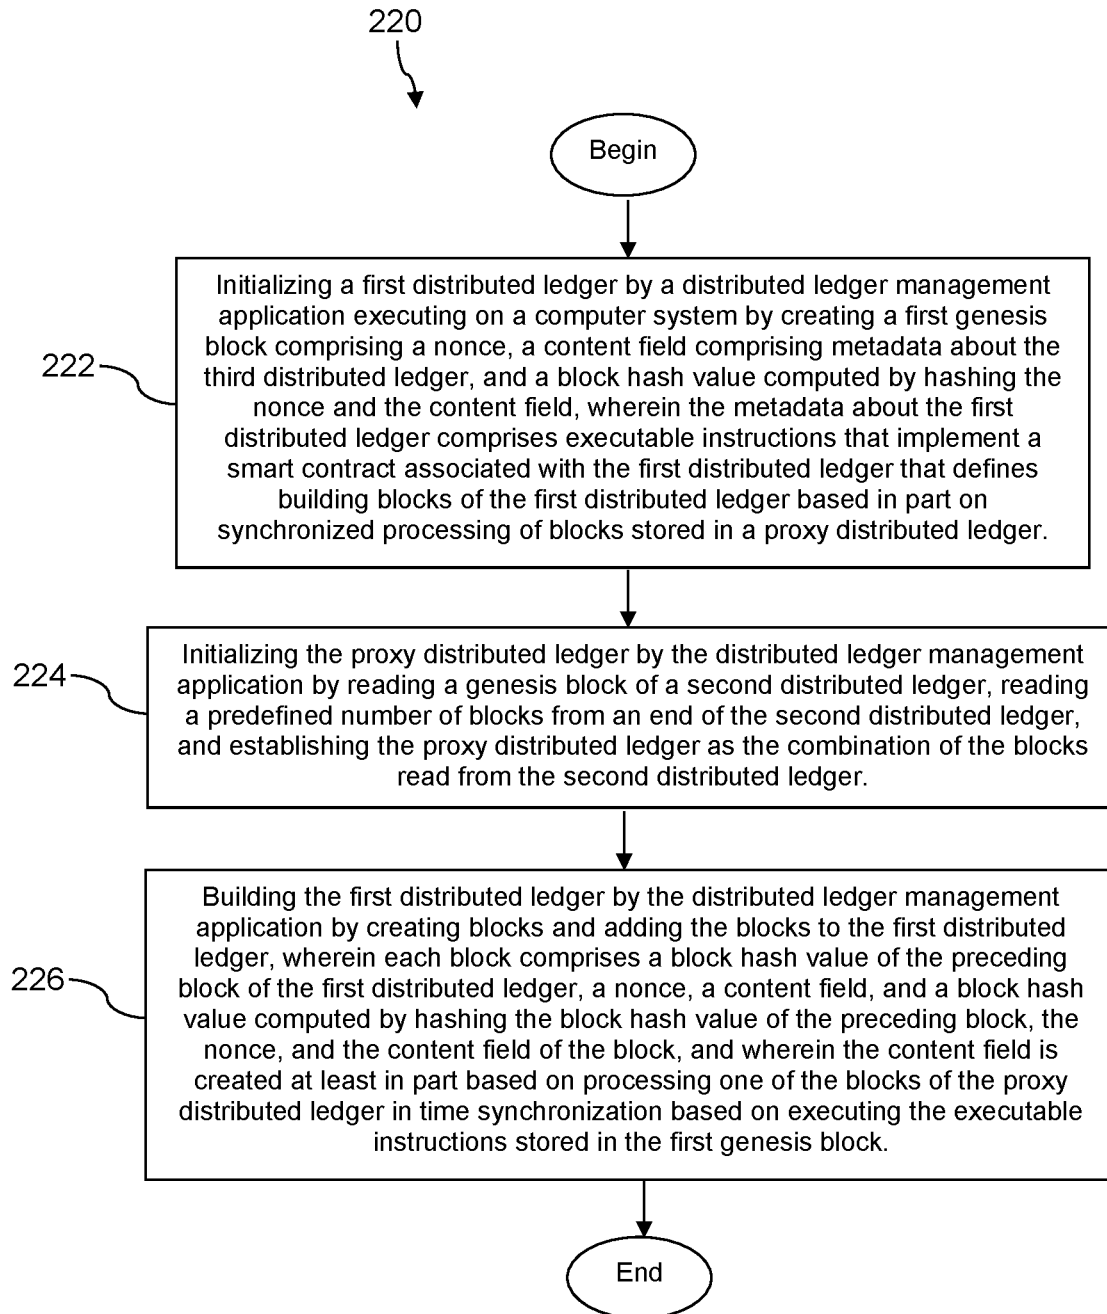 220
Begin
222
Initializing a first distributed ledger by a distributed ledger management
application executing on a computer system by creating a first genesis
block comprising a nonce, a content field comprising metadata about the
third distributed ledger, and a block hash value computed by hashing the
nonce and the content field, wherein the metadata about the first
distributed ledger comprises executable instructions that implement a
smart contract associated with the first distributed ledger that defines
building blocks of the first distributed ledger based in part on
synchronized processing of blocks stored in a proxy distributed ledger.
224
Initializing the proxy distributed ledger by the distributed ledger management
application by reading a genesis block of a second distributed ledger, reading
a predefined number of blocks from an end of the second distributed ledger,
and establishing the proxy distributed ledger as the combination of the blocks
read from the second distributed ledger.
226
Building the first distributed ledger by the distributed ledger management
application by creating blocks and adding the blocks to the first distributed
ledger, wherein each block comprises a block hash value of the preceding
block of the first distributed ledger, a nonce, a content field, and a block hash
value computed by hashing the block hash value of the preceding block, the
nonce, and the content field of the block, and wherein the content field is
created at least in part based on processing one of the blocks of the proxy
distributed ledger in time synchronization based on executing the executable
instructions stored in the first genesis block.
End